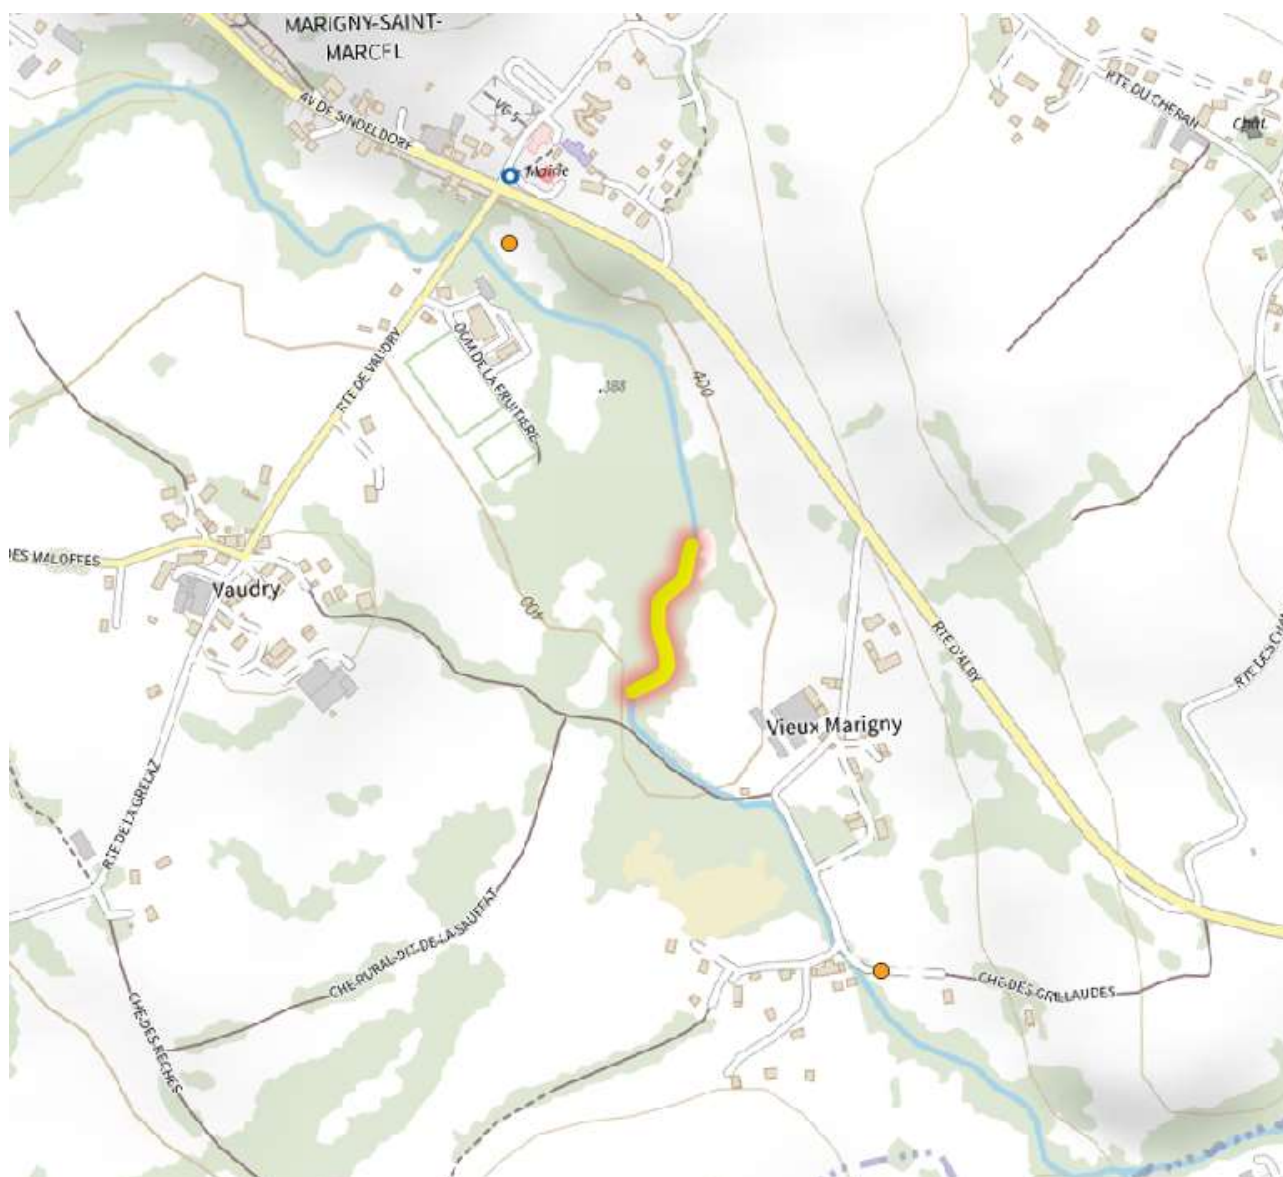 MARIGNY-SAINT-
MARCEL
AV DE SINDELDORF
VG 5
Mairie
RTE DU CHERAN
Chât.
RTE DE VAUDRY
DOM DE LA FRUITIERE
.388
400
DES MALOFFES
Vaudry
400
RTE D'ALBY
Vieux Marigny
RTE DE LA GRELAZ
CHE RURAL DIT DE LA SAUFFAT
CHE DES RECHES
CHE DES GRILLAUDES